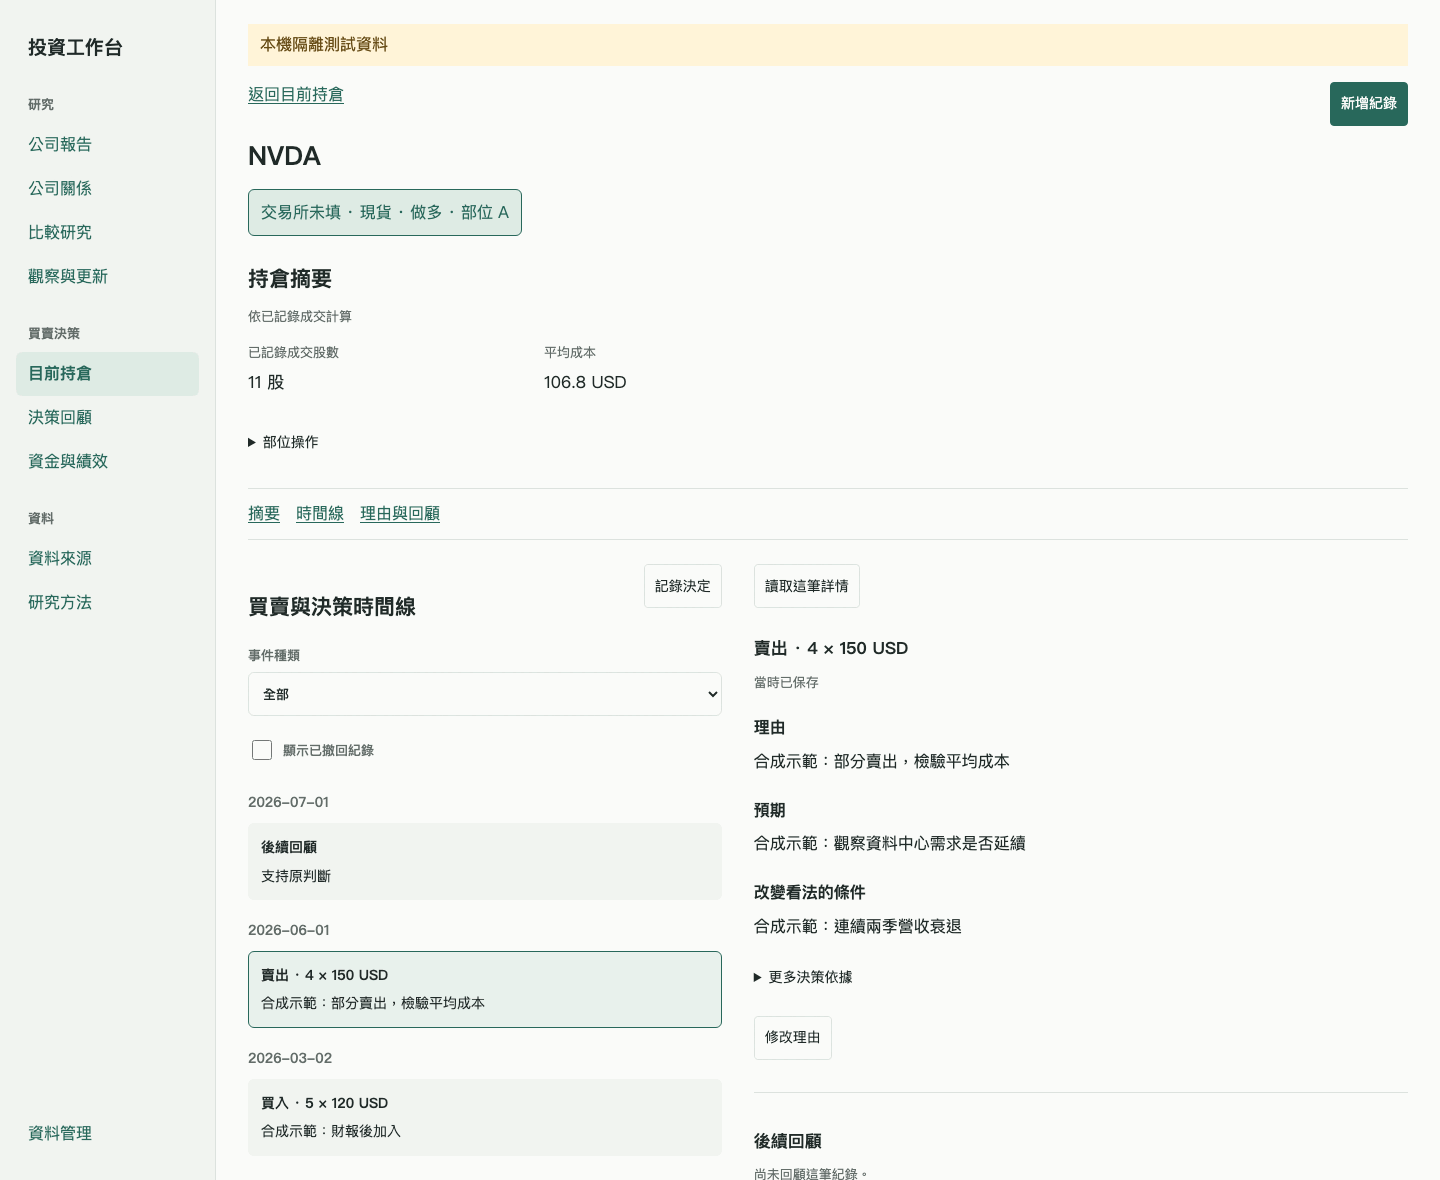 投資工作台
研究
公司報告
公司關係
比較研究
觀察與更新
買賣決策
目前持倉
決策回顧
資金與績效
資料
資料來源
研究方法
資料管理
本機隔離測試資料
返回目前持倉
新增紀錄
NVDA
交易所未填 · 現貨 · 做多 · 部位 A
持倉摘要
依已記錄成交計算
已記錄成交股數
11 股
平均成本
106.8 USD
部位操作
摘要 時間線 理由與回顧
買賣與決策時間線
記錄決定
事件種類
全部
顯示已撤回紀錄
2026-07-01
後續回顧
支持原判斷
2026-06-01
賣出 · 4 × 150 USD
合成示範：部分賣出，檢驗平均成本
2026-03-02
買入 · 5 × 120 USD
合成示範：財報後加入
讀取這筆詳情
賣出 · 4 × 150 USD
當時已保存
理由
合成示範：部分賣出，檢驗平均成本
預期
合成示範：觀察資料中心需求是否延續
改變看法的條件
合成示範：連續兩季營收衰退
更多決策依據
修改理由
後續回顧
尚未回顧這筆紀錄。